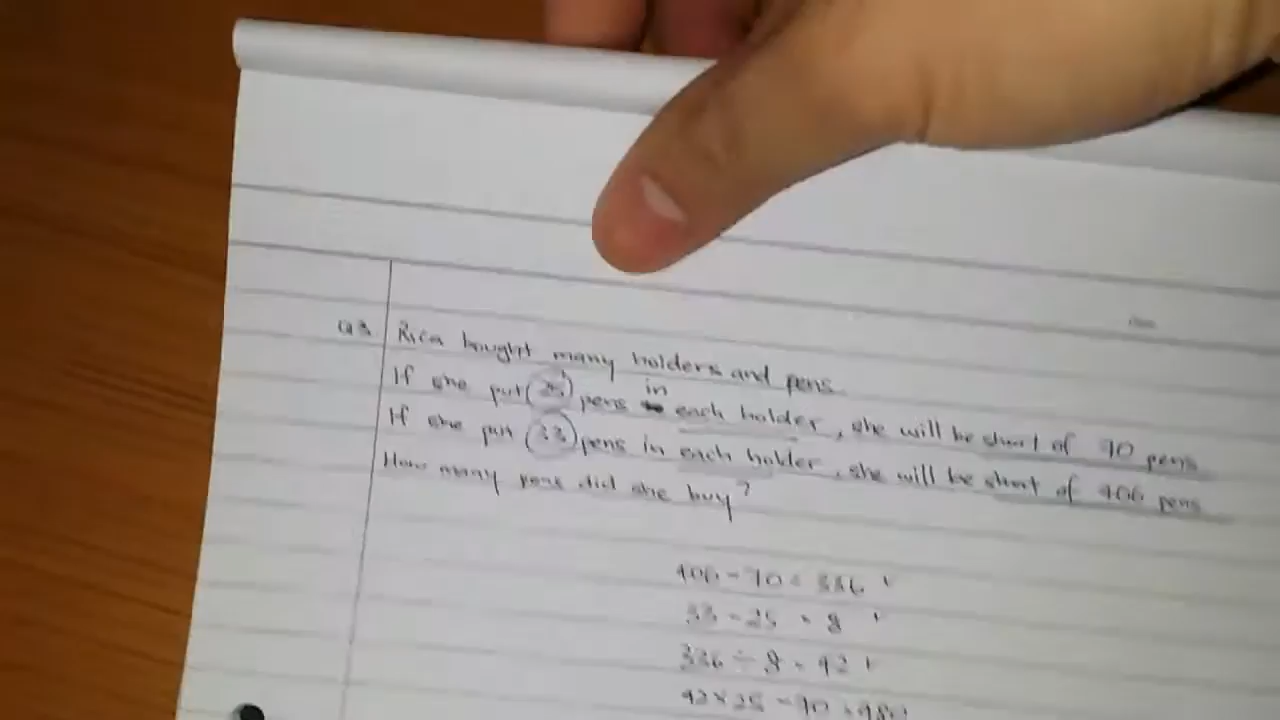 Q3 Rica bought many holders and pens.
If she put 25 pens in each holder, she will be short of 70 pens
If she put 33 pens in each holder, she will be short of 406 pens
How many pens did she buy?
406 - 70 = 336
33 - 25 = 8
336 ÷ 8 = 42
42 x 25 - 70 = 980